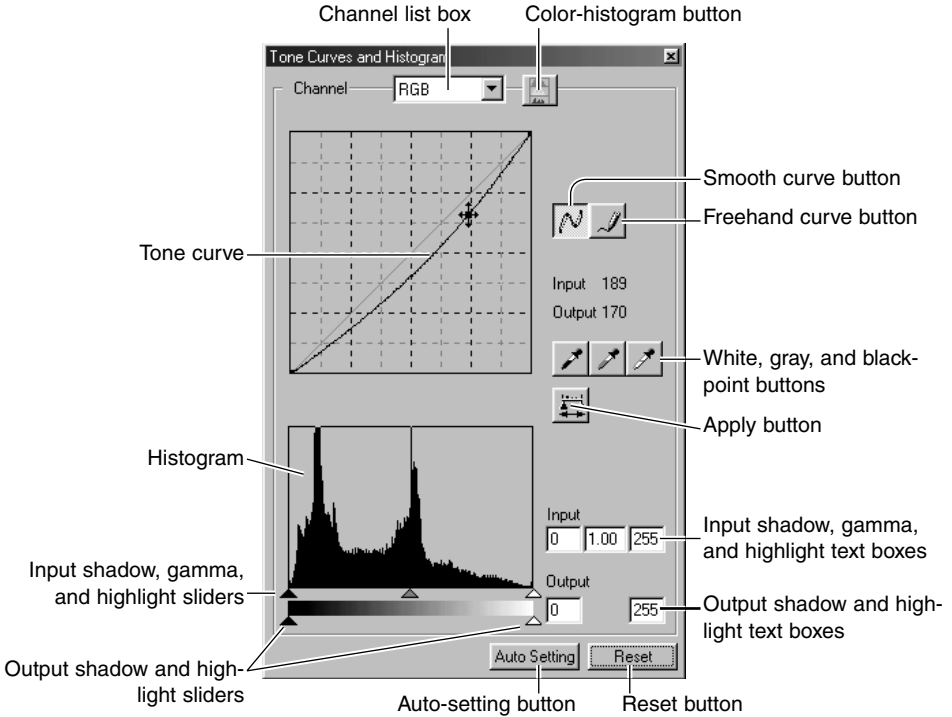 Channel list box
Color-histogram button
Tone Curves and Histogram
Channel
RGB
Smooth curve button
Freehand curve button
Tone curve
Input 189
Output 170
White, gray, and black-
point buttons
Apply button
Histogram
Input
0 1.00 255
Input shadow, gamma,
and highlight text boxes
Input shadow, gamma,
and highlight sliders
Output
0 255
Output shadow and high-
light text boxes
Output shadow and high-
light sliders
Auto Setting
Reset
Auto-setting button
Reset button